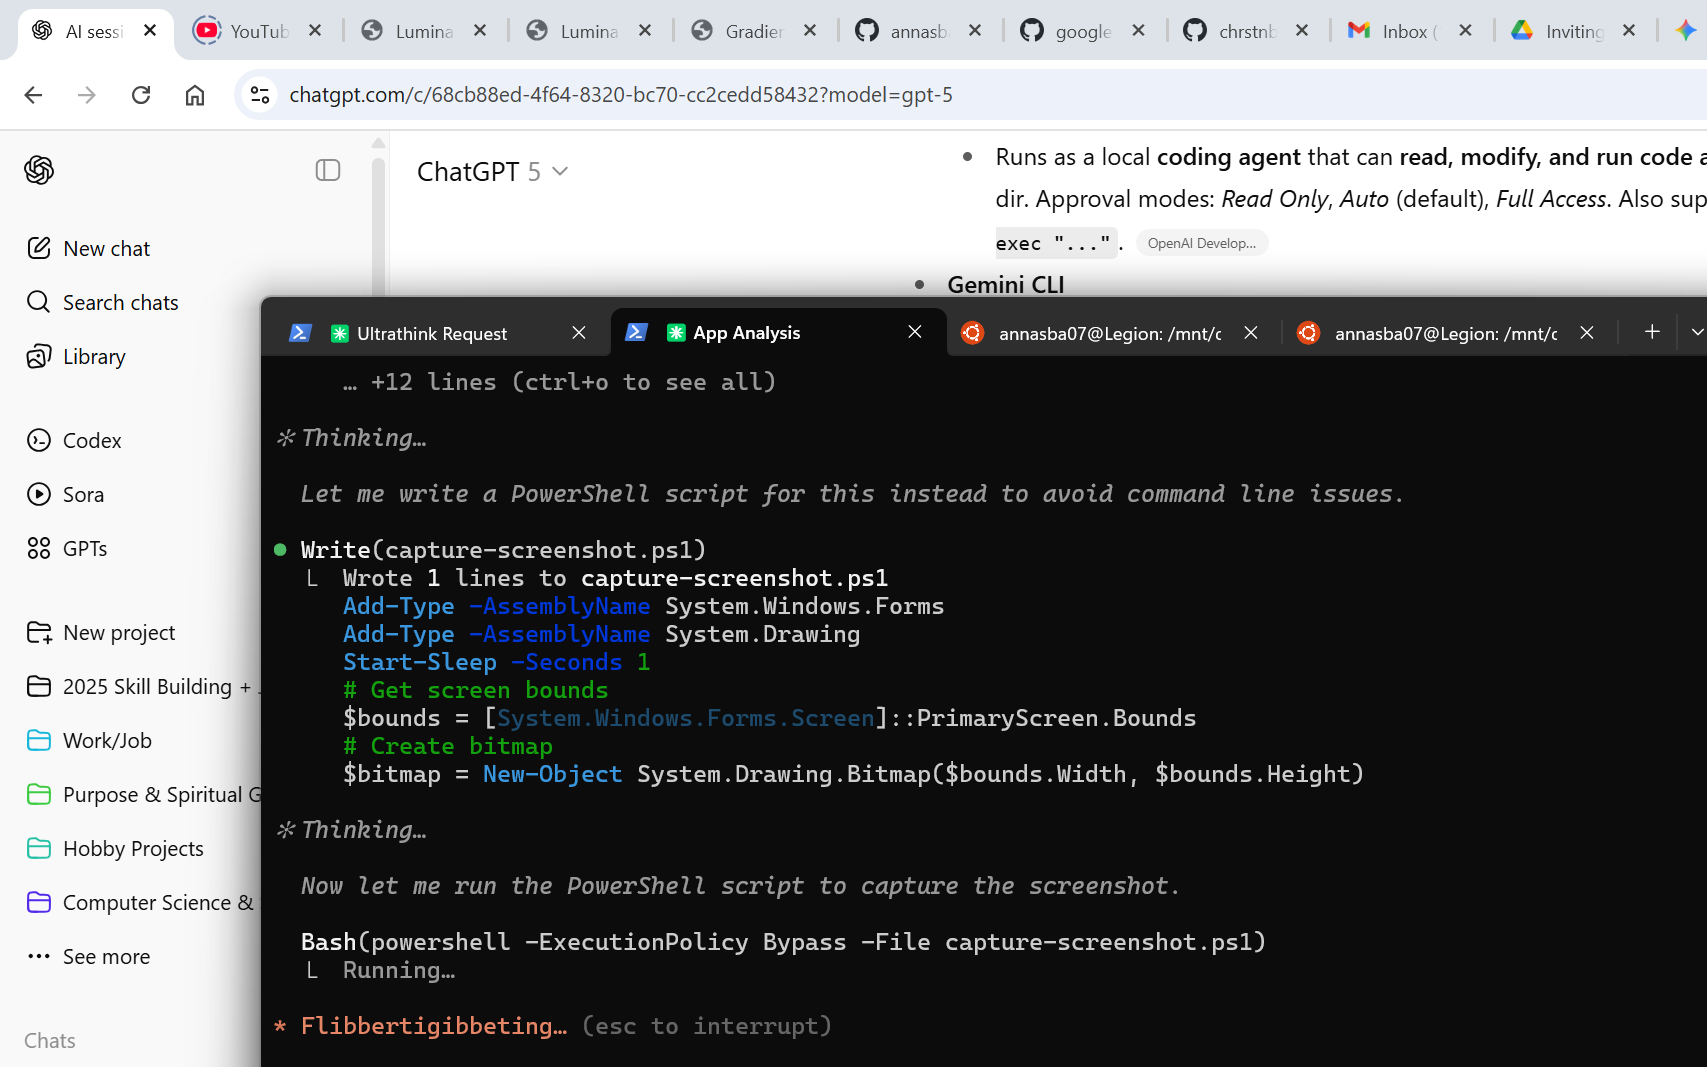 AI sessi
YouTub
Lumina
Lumina
Gradier
annasb
google
chrstnb
Inbox (
Inviting
chatgpt.com/c/68cb88ed-4f64-8320-bc70-cc2cedd58432?model=gpt-5
ChatGPT 5
New chat
Search chats
Library
Codex
Sora
GPTs
New project
2025 Skill Building +
Work/Job
Purpose & Spiritual G
Hobby Projects
Computer Science &
See more
Chats
Runs as a local coding agent that can read, modify, and run code a
dir. Approval modes: Read Only, Auto (default), Full Access. Also sup
exec "...". OpenAI Develop...
Gemini CLI
Ultrathink Request
App Analysis
annasba07@Legion: /mnt/c
annasba07@Legion: /mnt/c
… +12 lines (ctrl+o to see all)
Thinking…
Let me write a PowerShell script for this instead to avoid command line issues.
Write(capture-screenshot.ps1)
Wrote 1 lines to capture-screenshot.ps1
Add-Type -AssemblyName System.Windows.Forms
Add-Type -AssemblyName System.Drawing
Start-Sleep -Seconds 1
# Get screen bounds
$bounds = [System.Windows.Forms.Screen]::PrimaryScreen.Bounds
# Create bitmap
$bitmap = New-Object System.Drawing.Bitmap($bounds.Width, $bounds.Height)
Thinking…
Now let me run the PowerShell script to capture the screenshot.
Bash(powershell -ExecutionPolicy Bypass -File capture-screenshot.ps1)
Running…
* Flibbertigibbeting… (esc to interrupt)